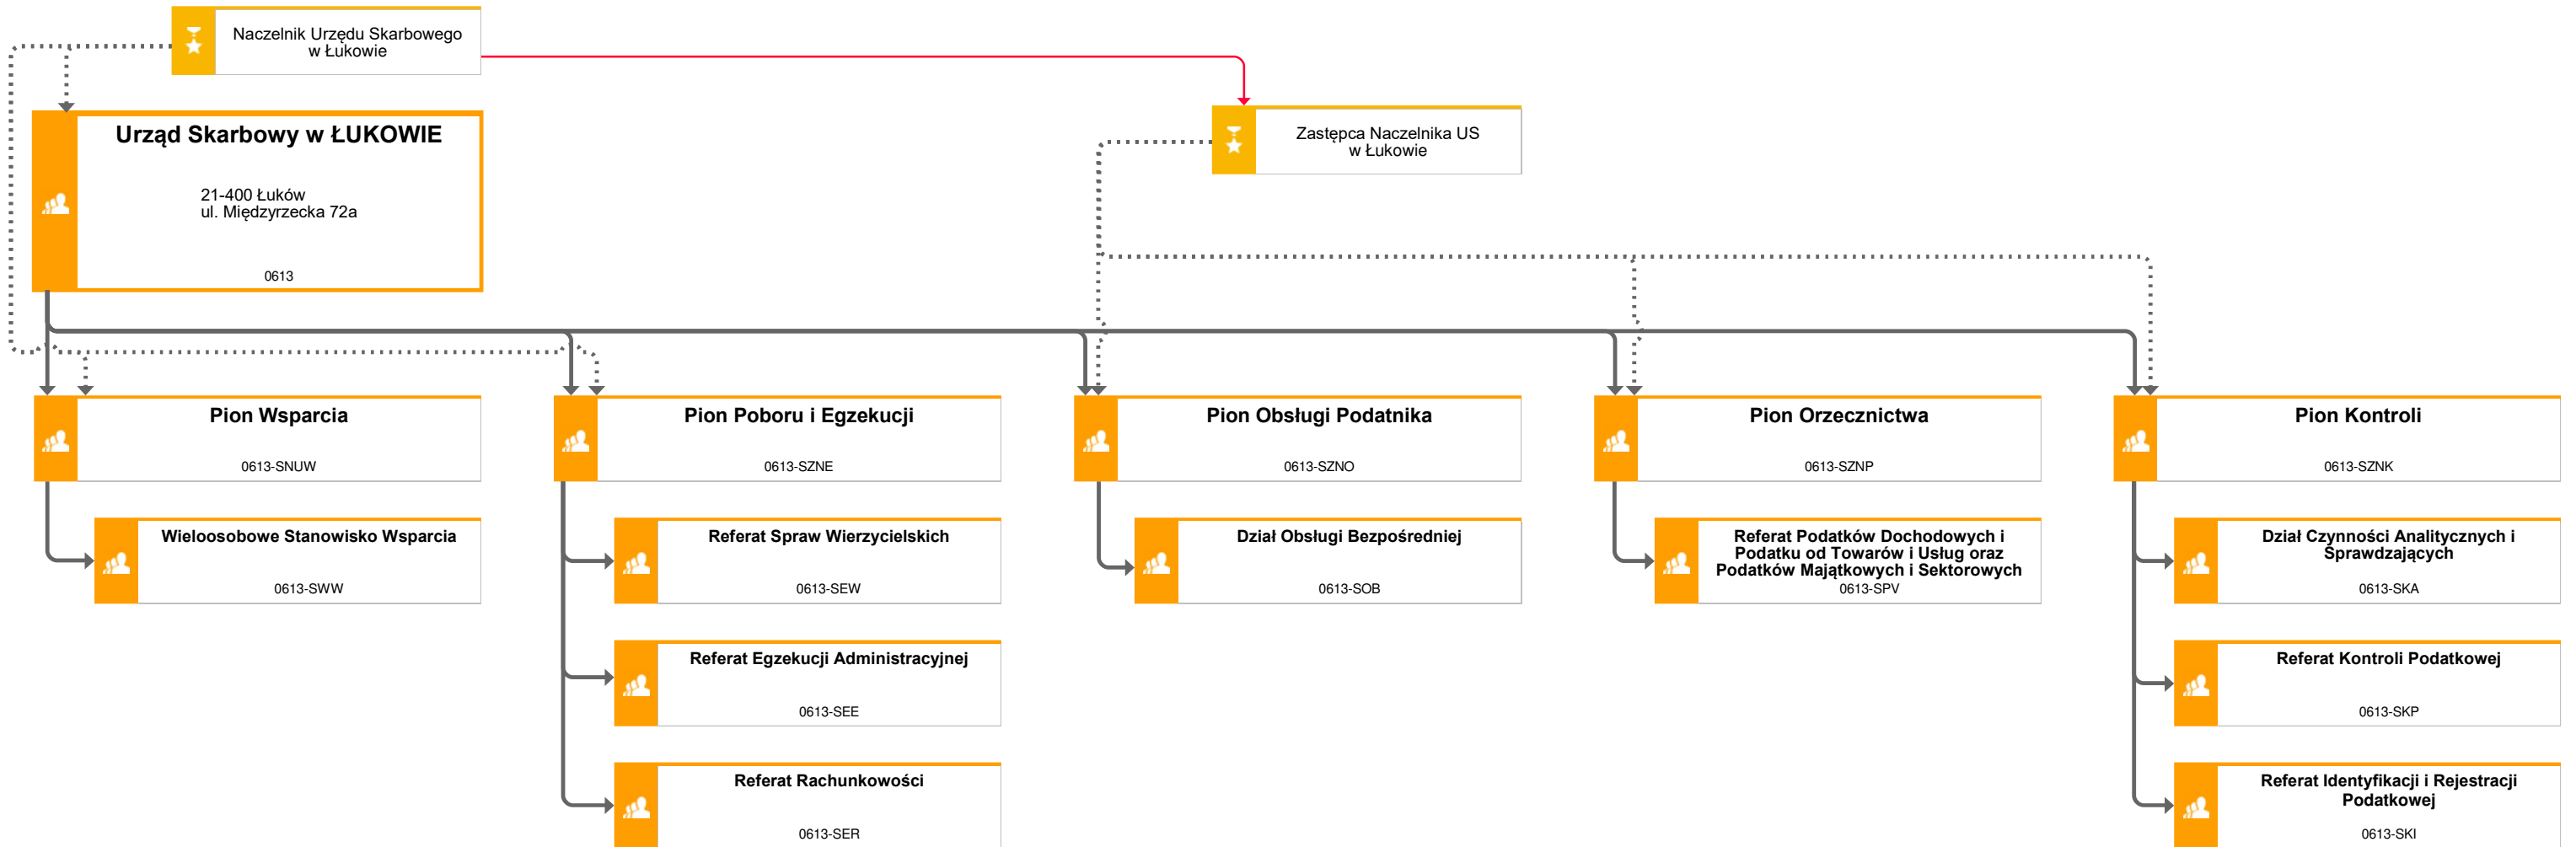 Naczelnik Urzędu Skarbowego
w Łukowie
Zastępca Naczelnika US
w Łukowie
Urząd Skarbowy w ŁUKOWIE
21-400 Łuków
ul. Międzyrzecka 72a
0613
Pion Wsparcia
0613-SNUW
Pion Poboru i Egzekucji
0613-SZNE
Pion Obsługi Podatnika
0613-SZNO
Pion Orzecznictwa
0613-SZNP
Pion Kontroli
0613-SZNK
Wieloosobowe Stanowisko Wsparcia
0613-SWW
Referat Spraw Wierzycielskich
0613-SEW
Dział Obsługi Bezpośredniej
0613-SOB
Referat Podatków Dochodowych i
Podatku od Towarów i Usług oraz
Podatków Majątkowych i Sektorowych
0613-SPV
Dział Czynności Analitycznych i
Sprawdzających
0613-SKA
Referat Egzekucji Administracyjnej
0613-SEE
Referat Kontroli Podatkowej
0613-SKP
Referat Rachunkowości
0613-SER
Referat Identyfikacji i Rejestracji
Podatkowej
0613-SKI